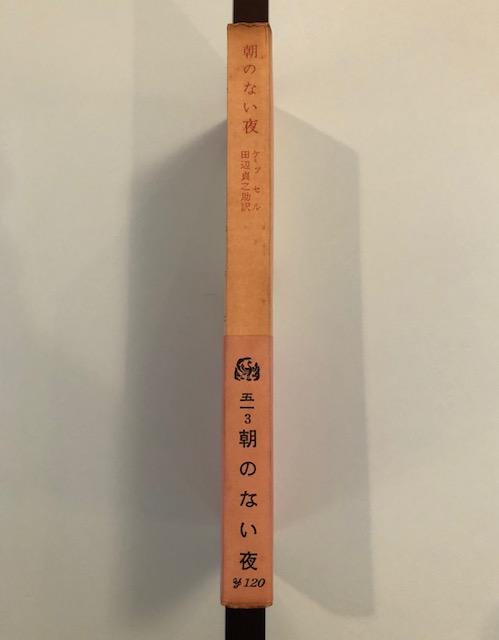 朝のない夜
ケッセル
田辺貞之助訳
五一3
朝のない夜
¥120